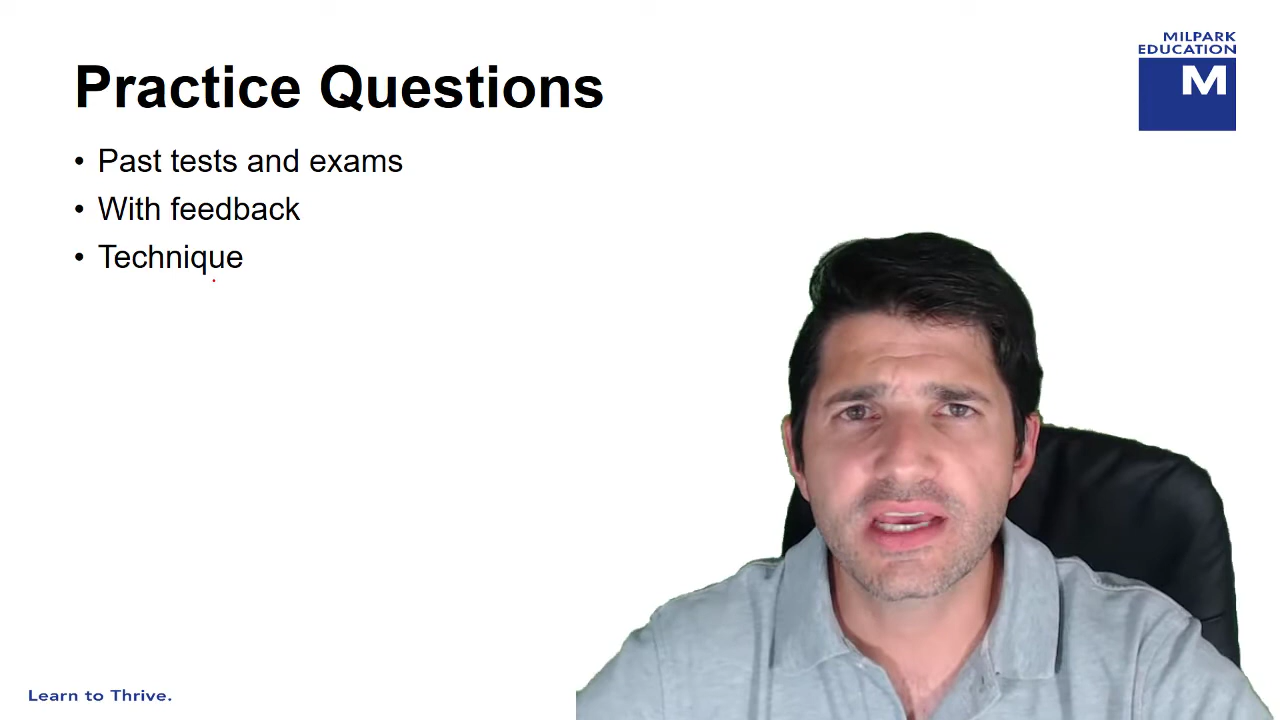 MILPARK
EDUCATION
M
Practice Questions
• Past tests and exams
• With feedback
• Technique
Learn to Thrive.